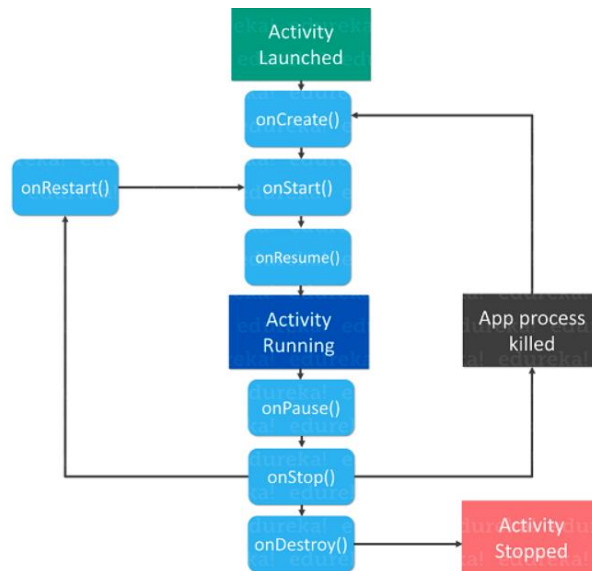 Activity
Launched
onCreate()
onRestart()
onStart()
onResume()
Activity
Running
App process
killed
onPause()
onStop()
onDestroy()
Activity
Stopped